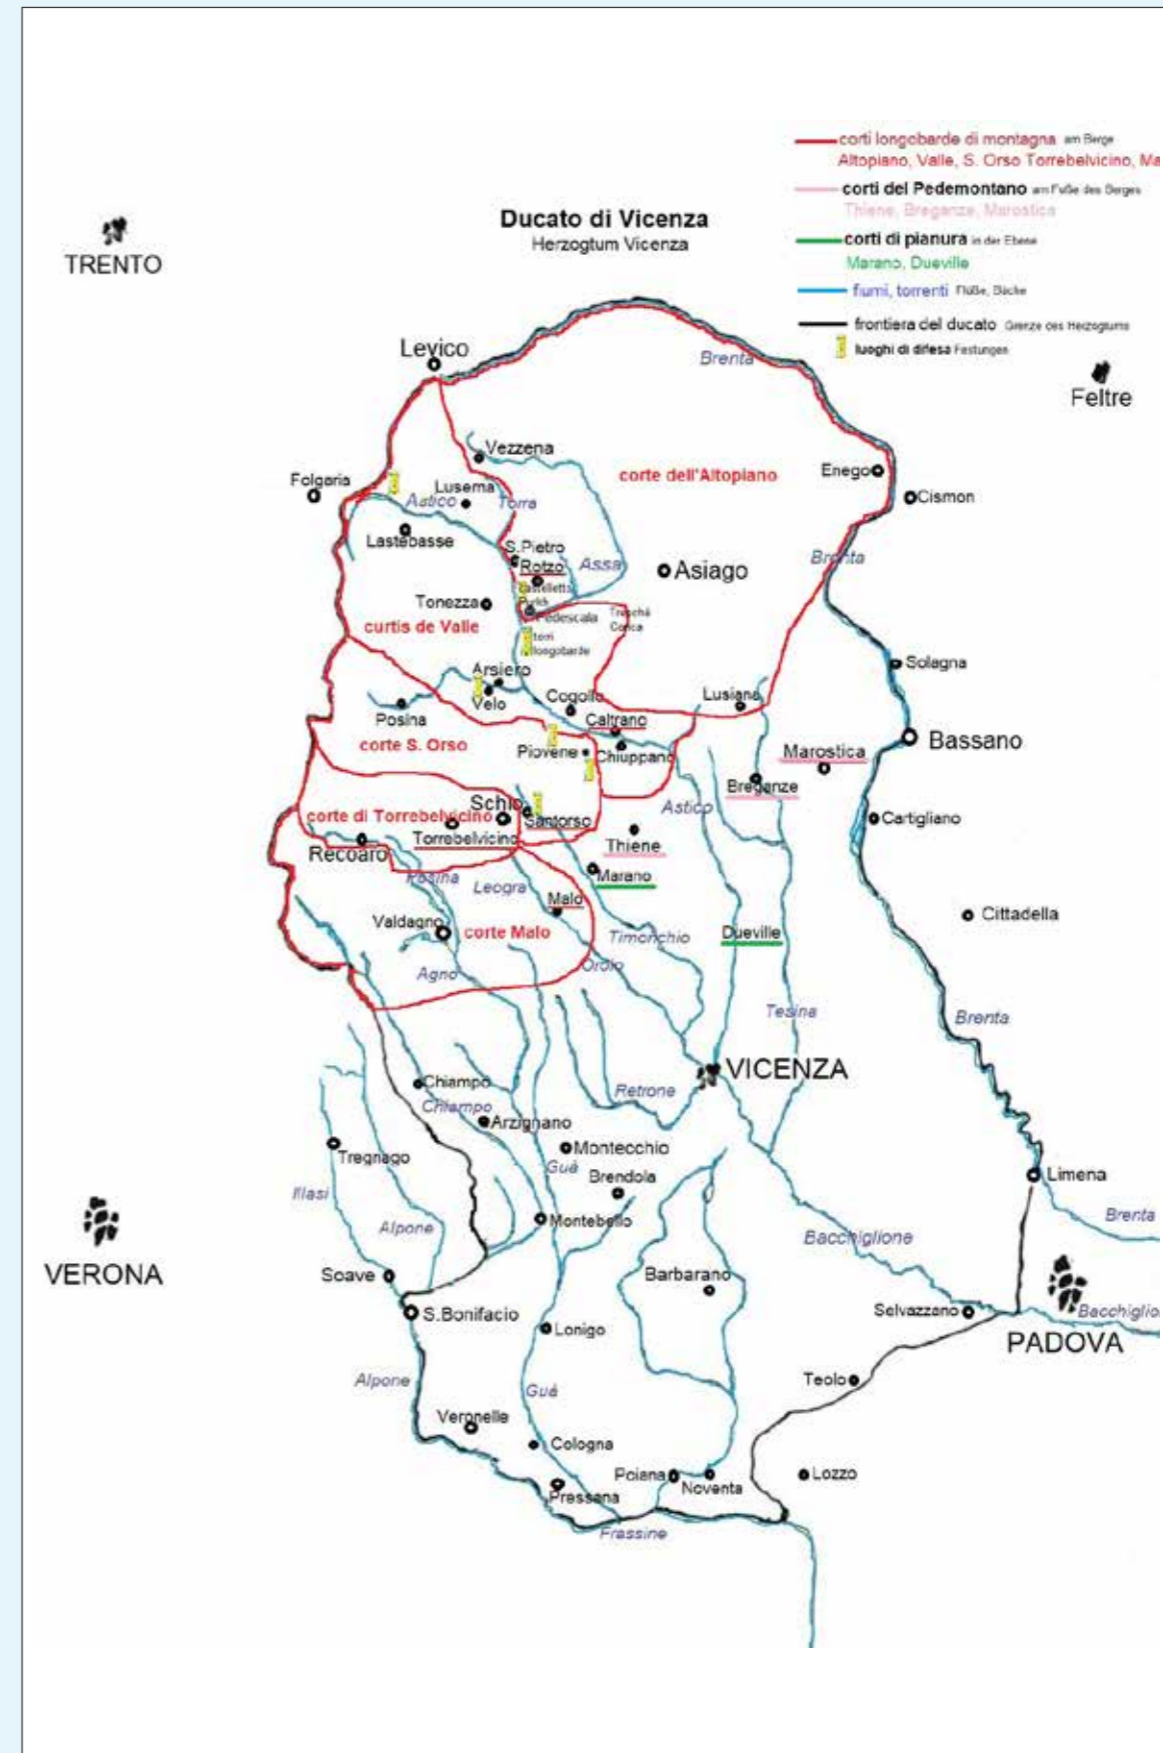 corti longobarde di montagna am Berge
Altopiano, Valle, S. Orso Torrebelvicino, Ma
corti del Pedemontano am Fuße des Berges
Thiene, Breganze, Marostica
corti di pianura in der Ebene
Marano, Dueville
fiumi, torrenti Flüße, Bäche
frontiera del ducato Grenze des Herzogtums
luoghi di difesa Festungen
Ducato di Vicenza
Herzogtum Vicenza
TRENTO
Levico
Brenta
Feltre
Vezzena
corte dell'Altopiano
Enego
Folgaria
Luserna
Cismon
Astico
Torra
Lastebasse
S.Pietro
Rotzo
Assa
Asiago
Brenta
Castelletto
Tonezza
Pedescala
Treschè
Conca
curtis de Valle
torri
longobarde
Solagna
Arsiero
Velo
Cogollo
Lusiana
Posina
Caltrano
Bassano
corte S. Orso
Piovene
Chiuppano
Marostica
Breganze
Schio
Astico
corte di Torrebelvicino
Santorso
Cartigliano
Torrebelvicino
Thiene
Recoaro
Marano
Posina
Leogra
Malo
Cittadella
Valdagno
corte Malo
Timonchio
Dueville
Orolo
Agno
Tesina
Brenta
VICENZA
Chiampo
Retrone
Chiampo
Arzignano
Montecchio
Tregnago
Guá
Brendola
Limena
Illasi
Alpone
Montebello
Brenta
Bacchiglione
VERONA
Soave
Barbarano
S.Bonifacio
Selvazzano
Bacchiglio
Lonigo
PADOVA
Alpone
Guá
Teolo
Veronelle
Cologna
Poiana
Noventa
Lozzo
Pressana
Frassine